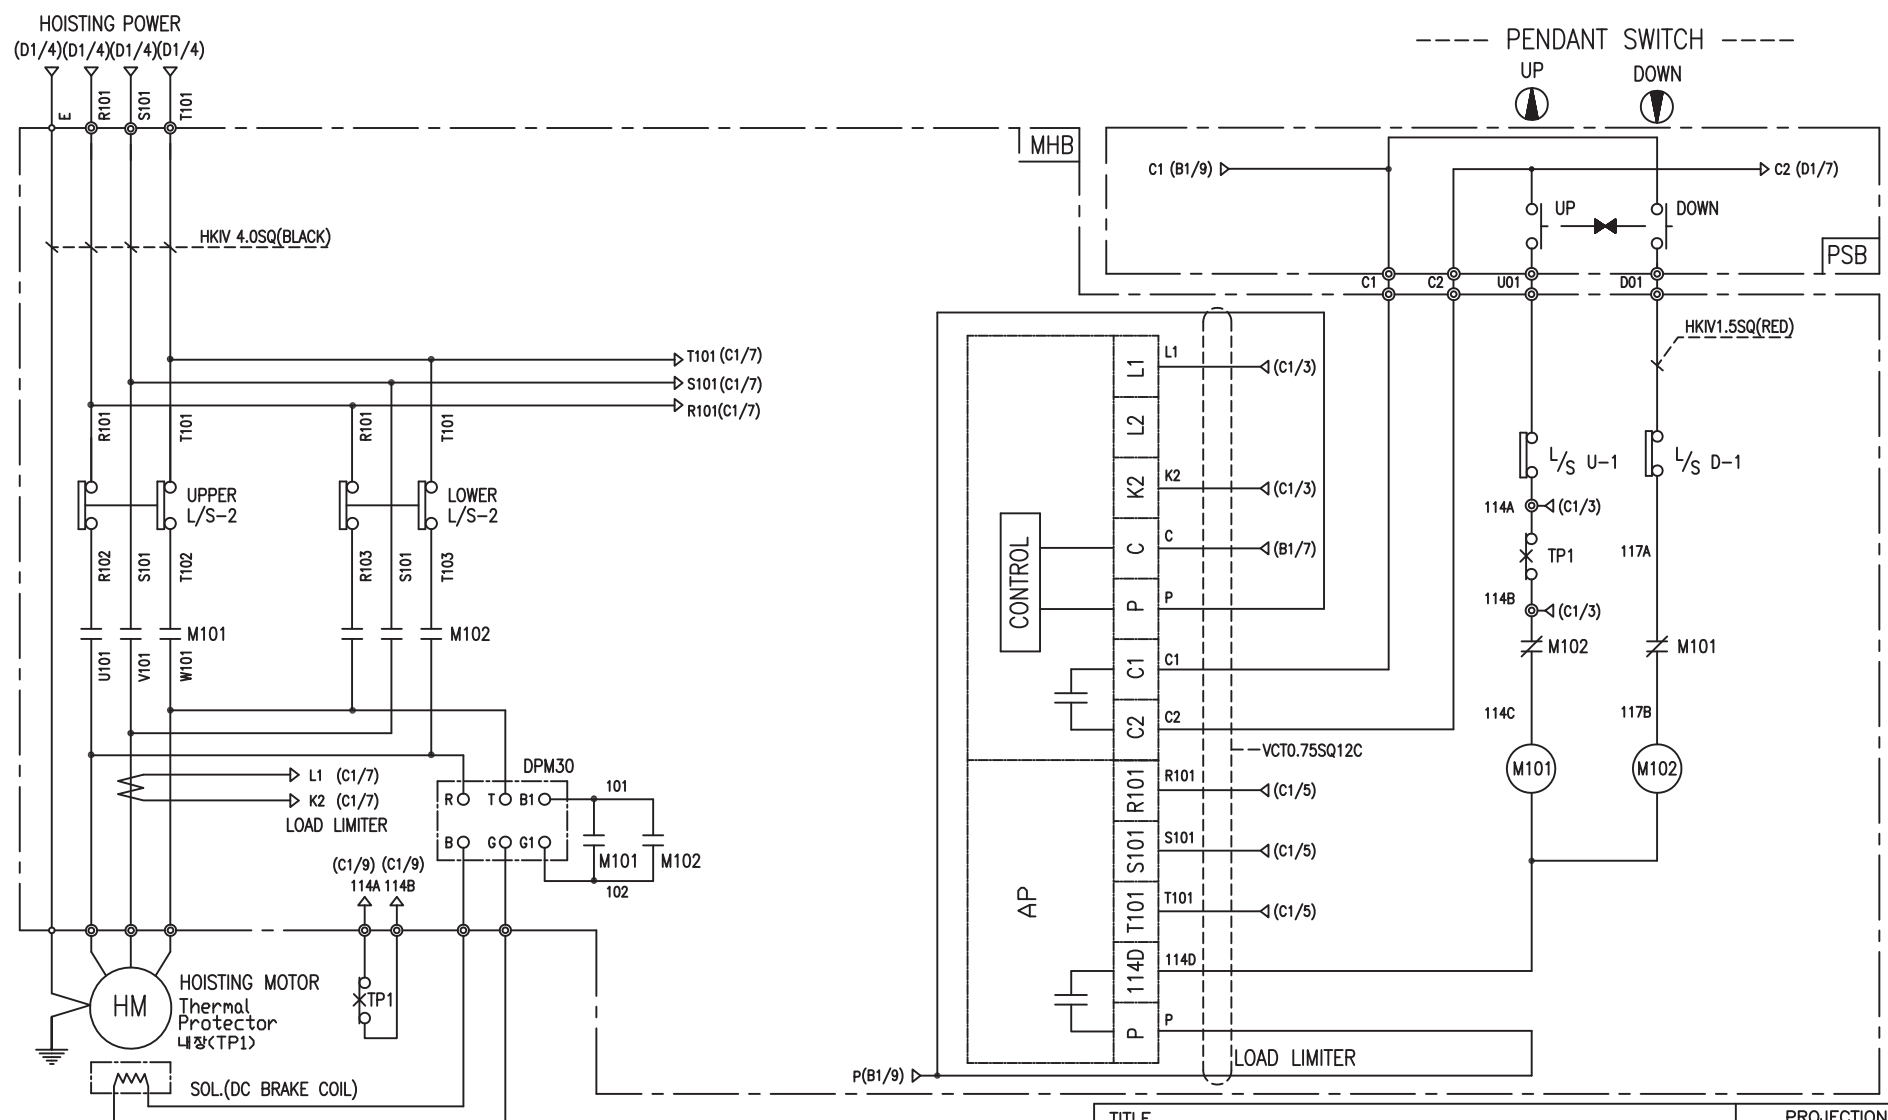 HOISTING POWER
(D1/4)(D1/4)(D1/4)(D1/4)
E
R101
S101
T101
HKIV 4.0SQ(BLACK)
MHB
T101 (C1/7)
S101(C1/7)
R101(C1/7)
R101
T101
R101
T101
UPPER
L/S-2
LOWER
L/S-2
R102
S101
T102
R103
S101
T103
M101
M102
U101
V101
W101
L1 (C1/7)
K2 (C1/7)
LOAD LIMITER
DPM30
R
T
B1
B
G
G1
101
M101
M102
102
(C1/9) (C1/9)
114A 114B
TP1
HM
HOISTING MOTOR
Thermal
Protector
내장(TP1)
SOL.(DC BRAKE COIL)
PENDANT SWITCH
UP
DOWN
C1 (B1/9)
C2 (D1/7)
UP
DOWN
PSB
C1
C2
U01
D01
HKIV1.5SQ(RED)
CONTROL
AP
L1
L2
K2
C
P
C1
C2
R101
S101
T101
114D
P
L1
(C1/3)
K2
(C1/3)
C
(B1/7)
P
C1
C2
R101
(C1/5)
S101
(C1/5)
T101
(C1/5)
114D
P
VCT0.75SQ12C
L/S U-1
L/S D-1
114A
(C1/3)
TP1
117A
114B
(C1/3)
M102
M101
114C
117B
M101
M102
LOAD LIMITER
P(B1/9)
TITLE
PROJECTION